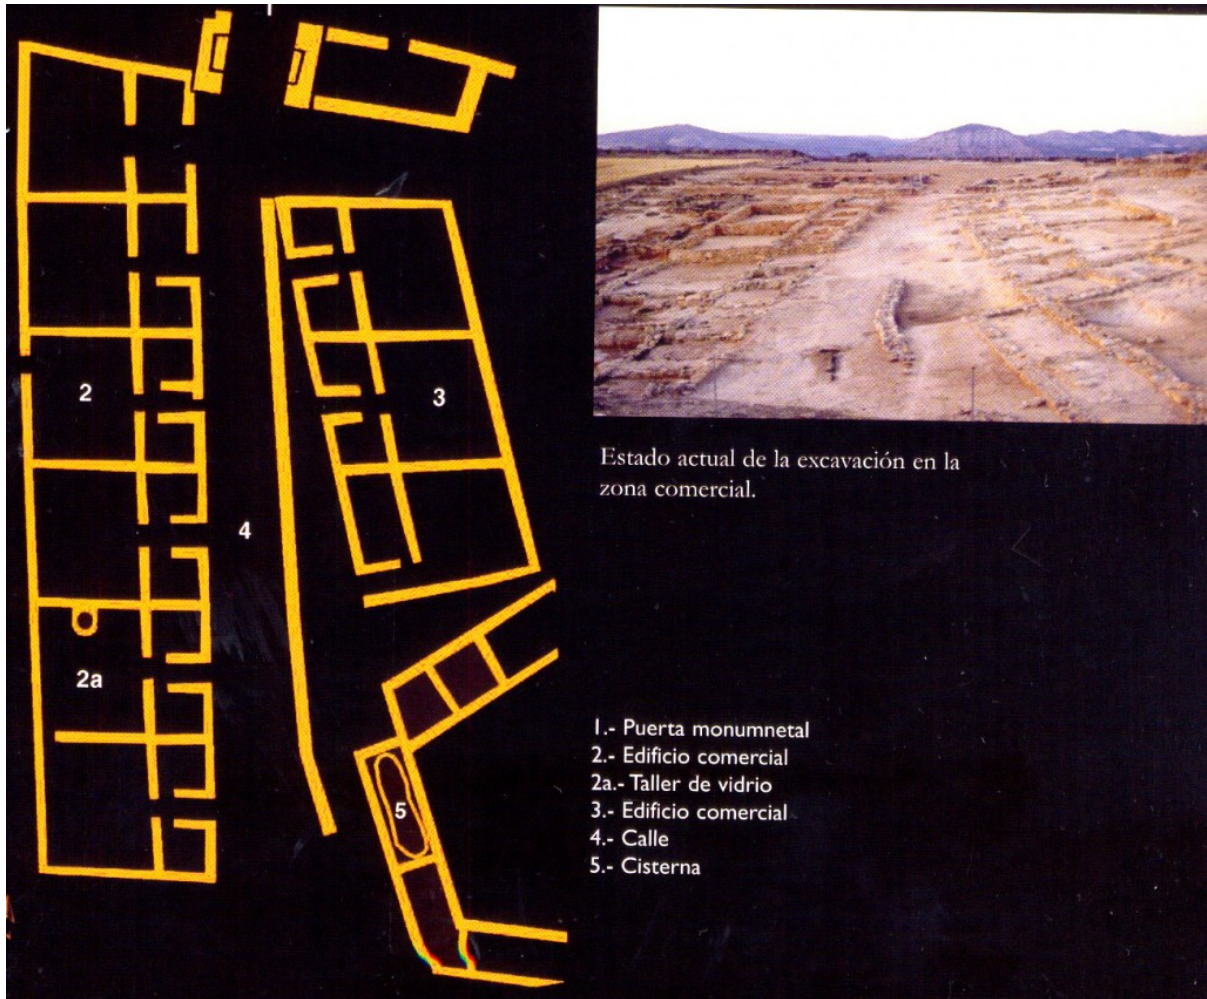 2
3
4
2a
5
Estado actual de la excavación en la
zona comercial.
1.- Puerta monumnetal
2.- Edificio comercial
2a.- Taller de vidrio
3.- Edificio comercial
4.- Calle
5.- Cisterna